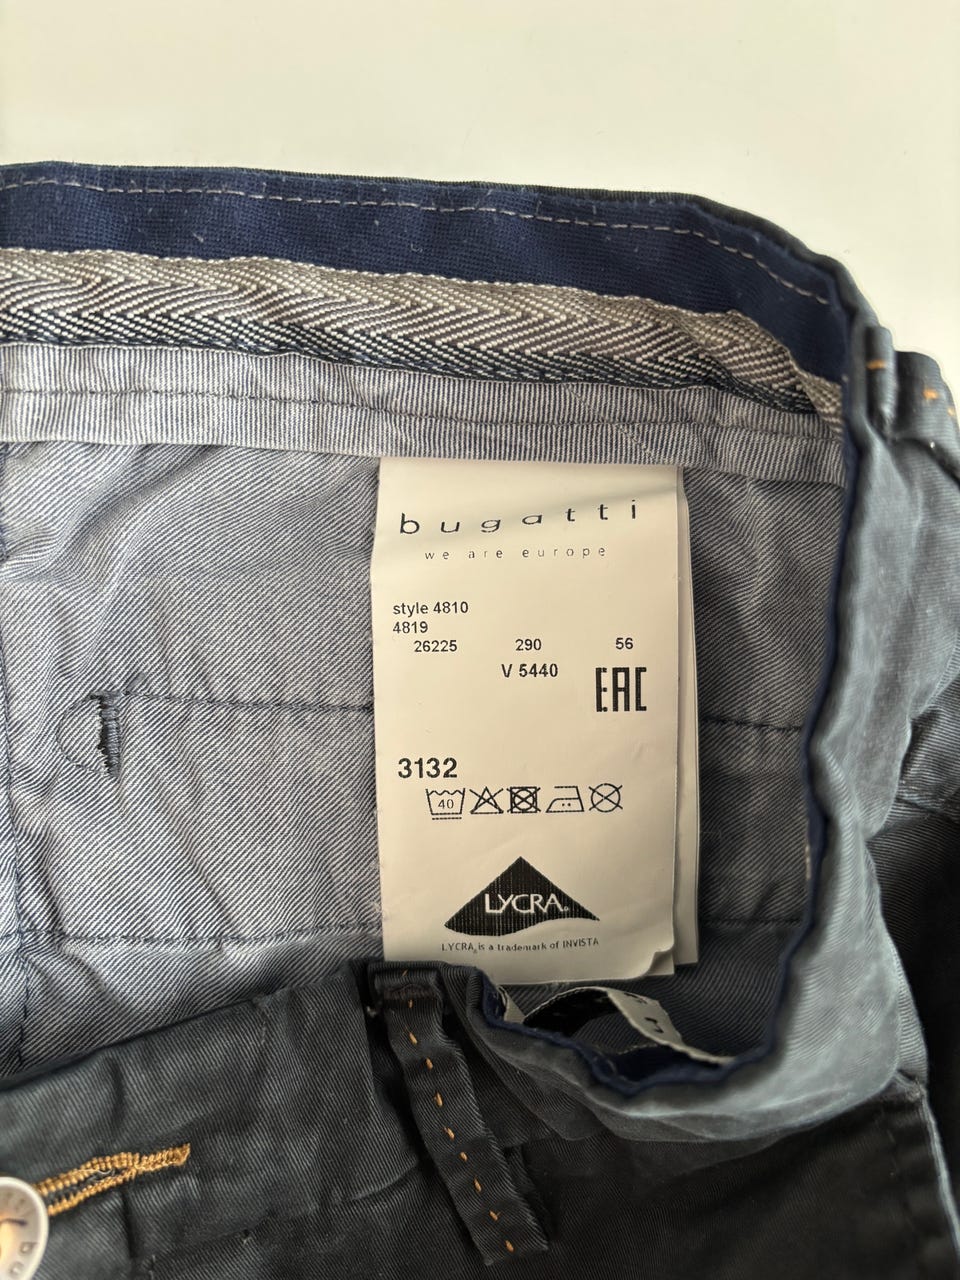 bugatti
we are europe
style 4810
4819
26225 290 56
V 5440
EAC
3132
40
LYCRA®
LYCRA® is a trademark of INVISTA